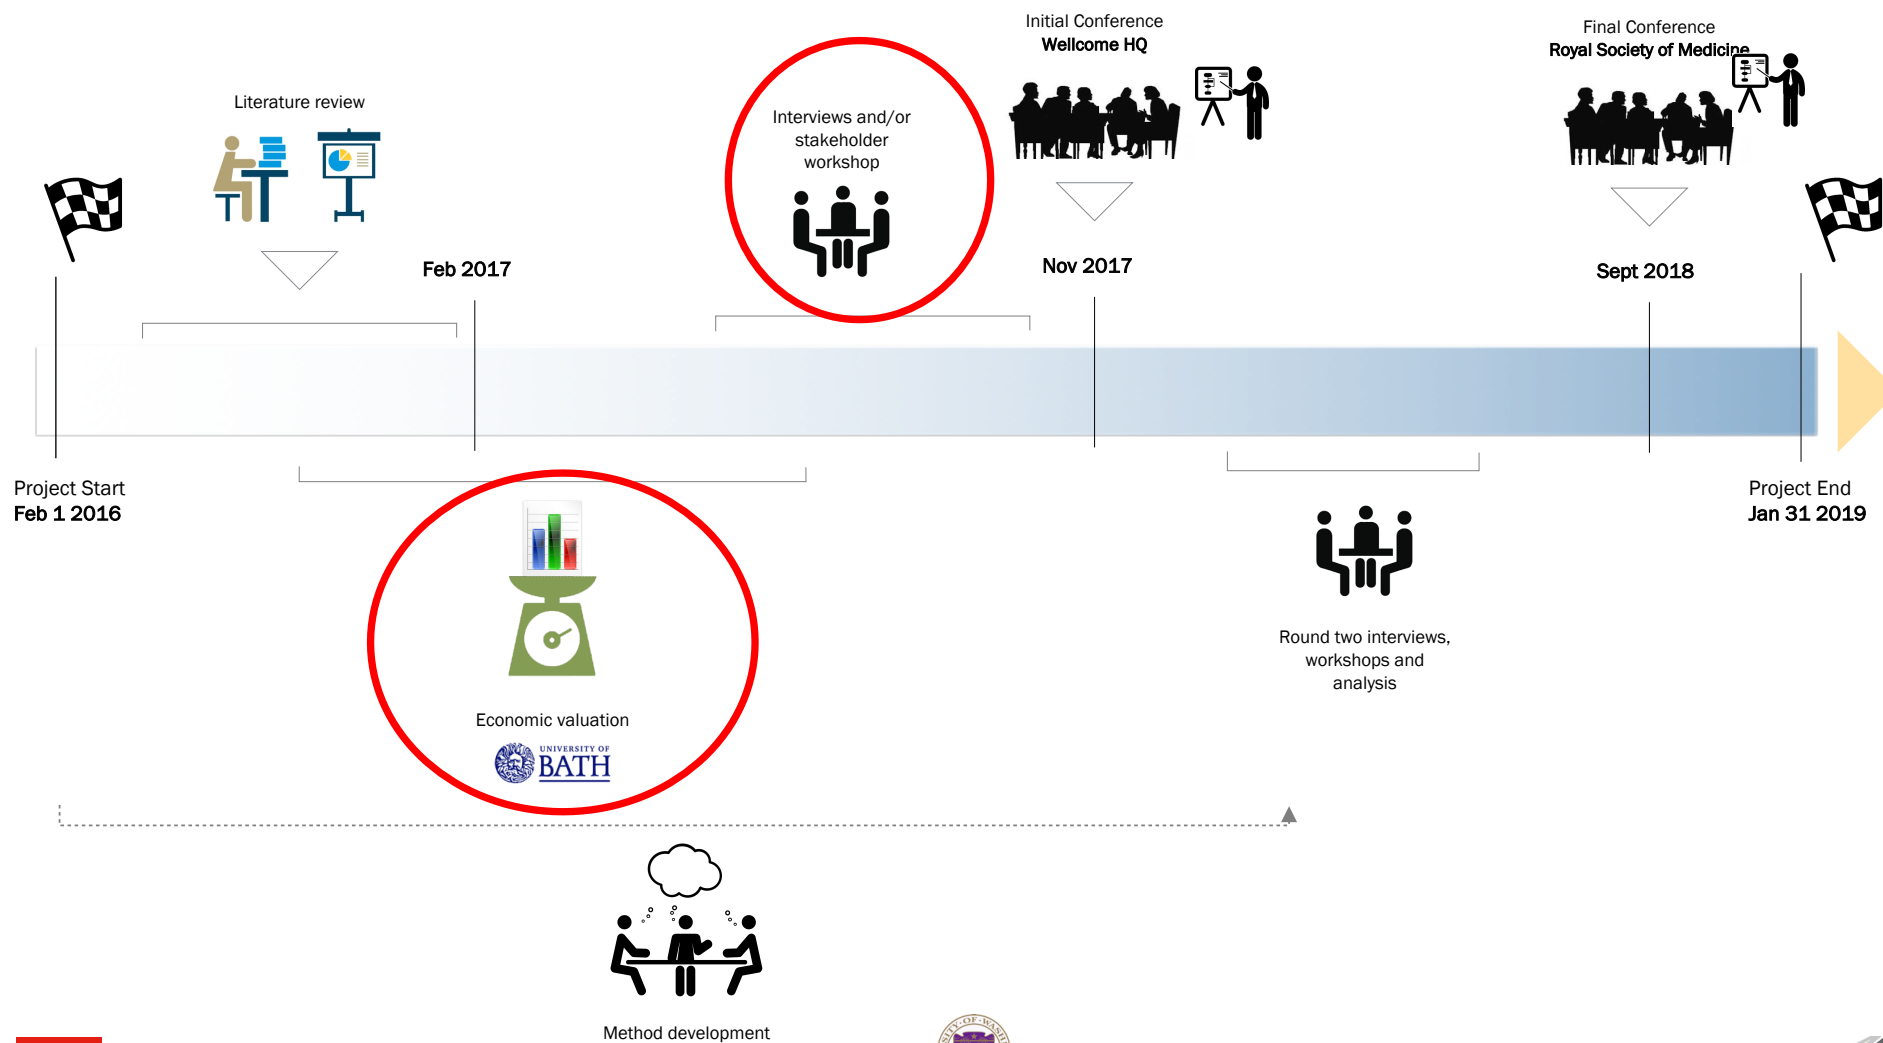 Initial Conference
Wellcome HQ
Final Conference
Royal Society of Medicine
Literature review
Interviews and/or
stakeholder
workshop
Feb 2017
Nov 2017
Sept 2018
Project Start
Feb 1 2016
Project End
Jan 31 2019
Economic valuation
UNIVERSITY OF
BATH
Round two interviews,
workshops and
analysis
Method development